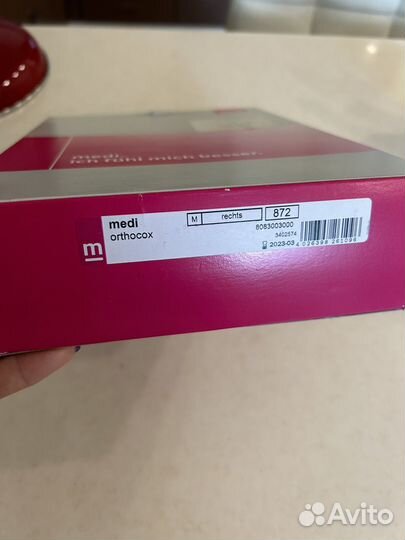 medi.
ich fühl mich besser.
m
medi
orthocox
M rechts 872
8083003000
3402574
2023-03
4 026398 261096
Avito